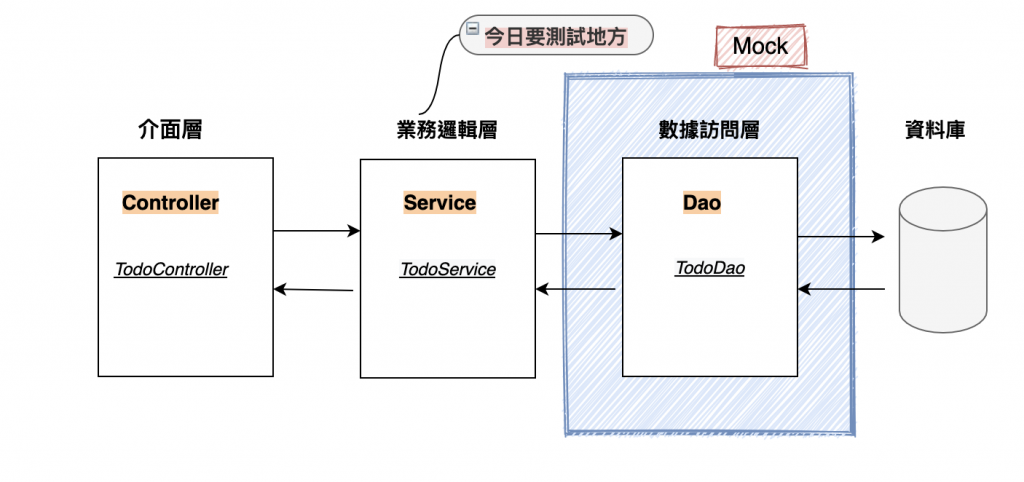 今日要測試地方
Mock
介面層
業務邏輯層
數據訪問層
資料庫
Controller
Service
Dao
TodoController
TodoService
TodoDao